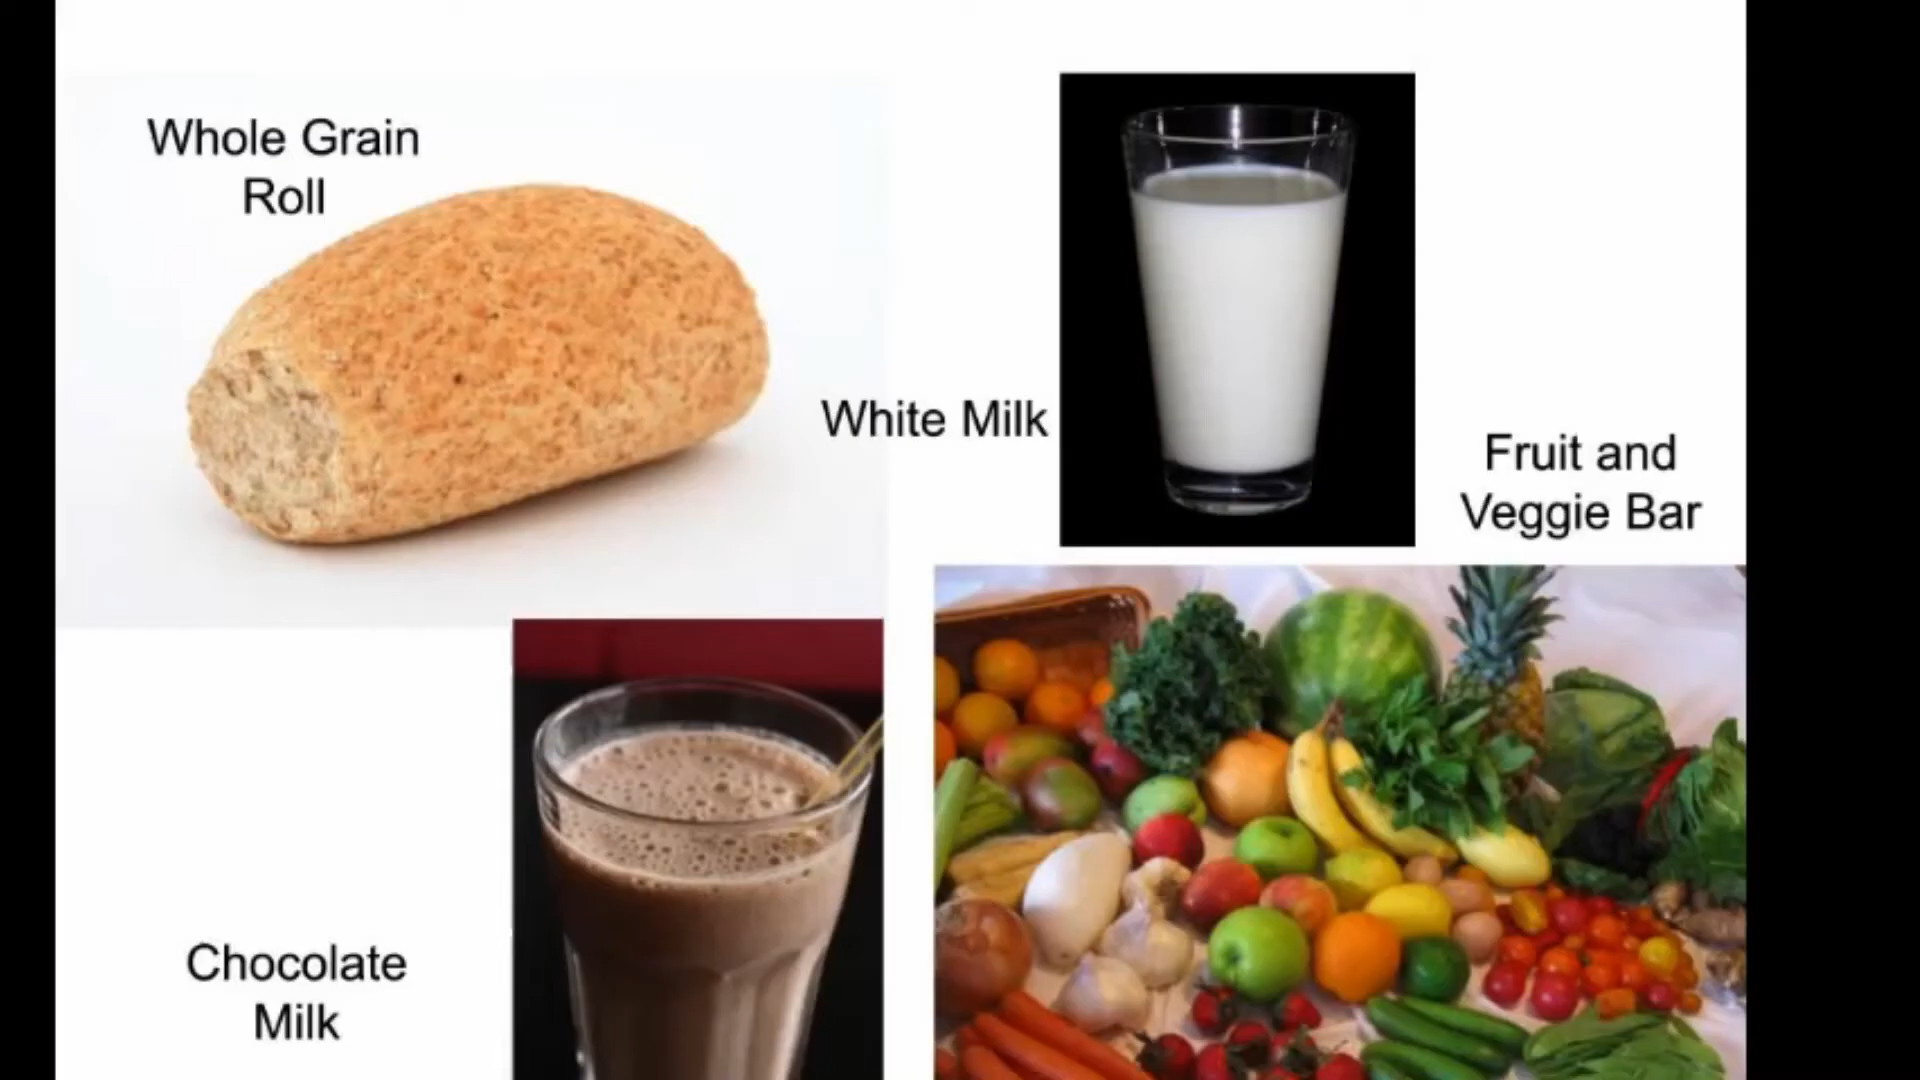 Whole Grain
Roll
White Milk
Fruit and
Veggie Bar
Chocolate
Milk